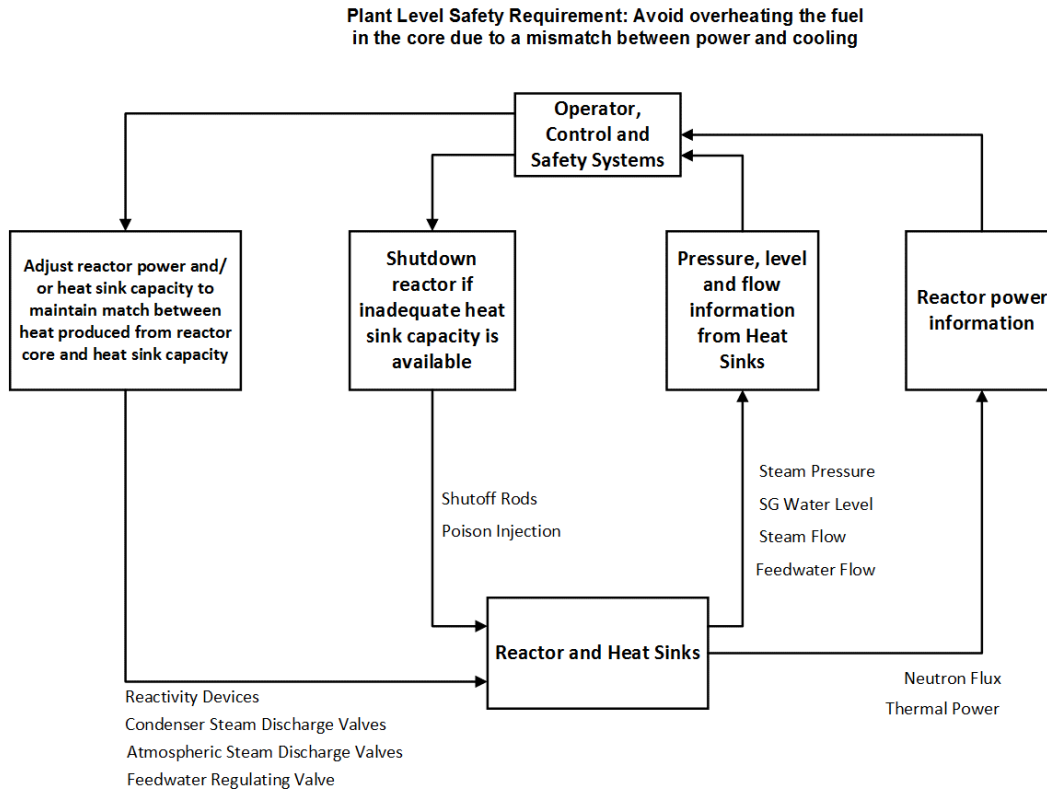 Plant Level Safety Requirement: Avoid overheating the fuel
in the core due to a mismatch between power and cooling
Operator,
Control and
Safety Systems
Adjust reactor power and/
or heat sink capacity to
maintain match between
heat produced from reactor
core and heat sink capacity
Shutdown
reactor if
inadequate heat
sink capacity is
available
Pressure, level
and flow
information
from Heat
Sinks
Reactor power
information
Shutoff Rods
Poison Injection
Steam Pressure
SG Water Level
Steam Flow
Feedwater Flow
Reactor and Heat Sinks
Neutron Flux
Thermal Power
Reactivity Devices
Condenser Steam Discharge Valves
Atmospheric Steam Discharge Valves
Feedwater Regulating Valve